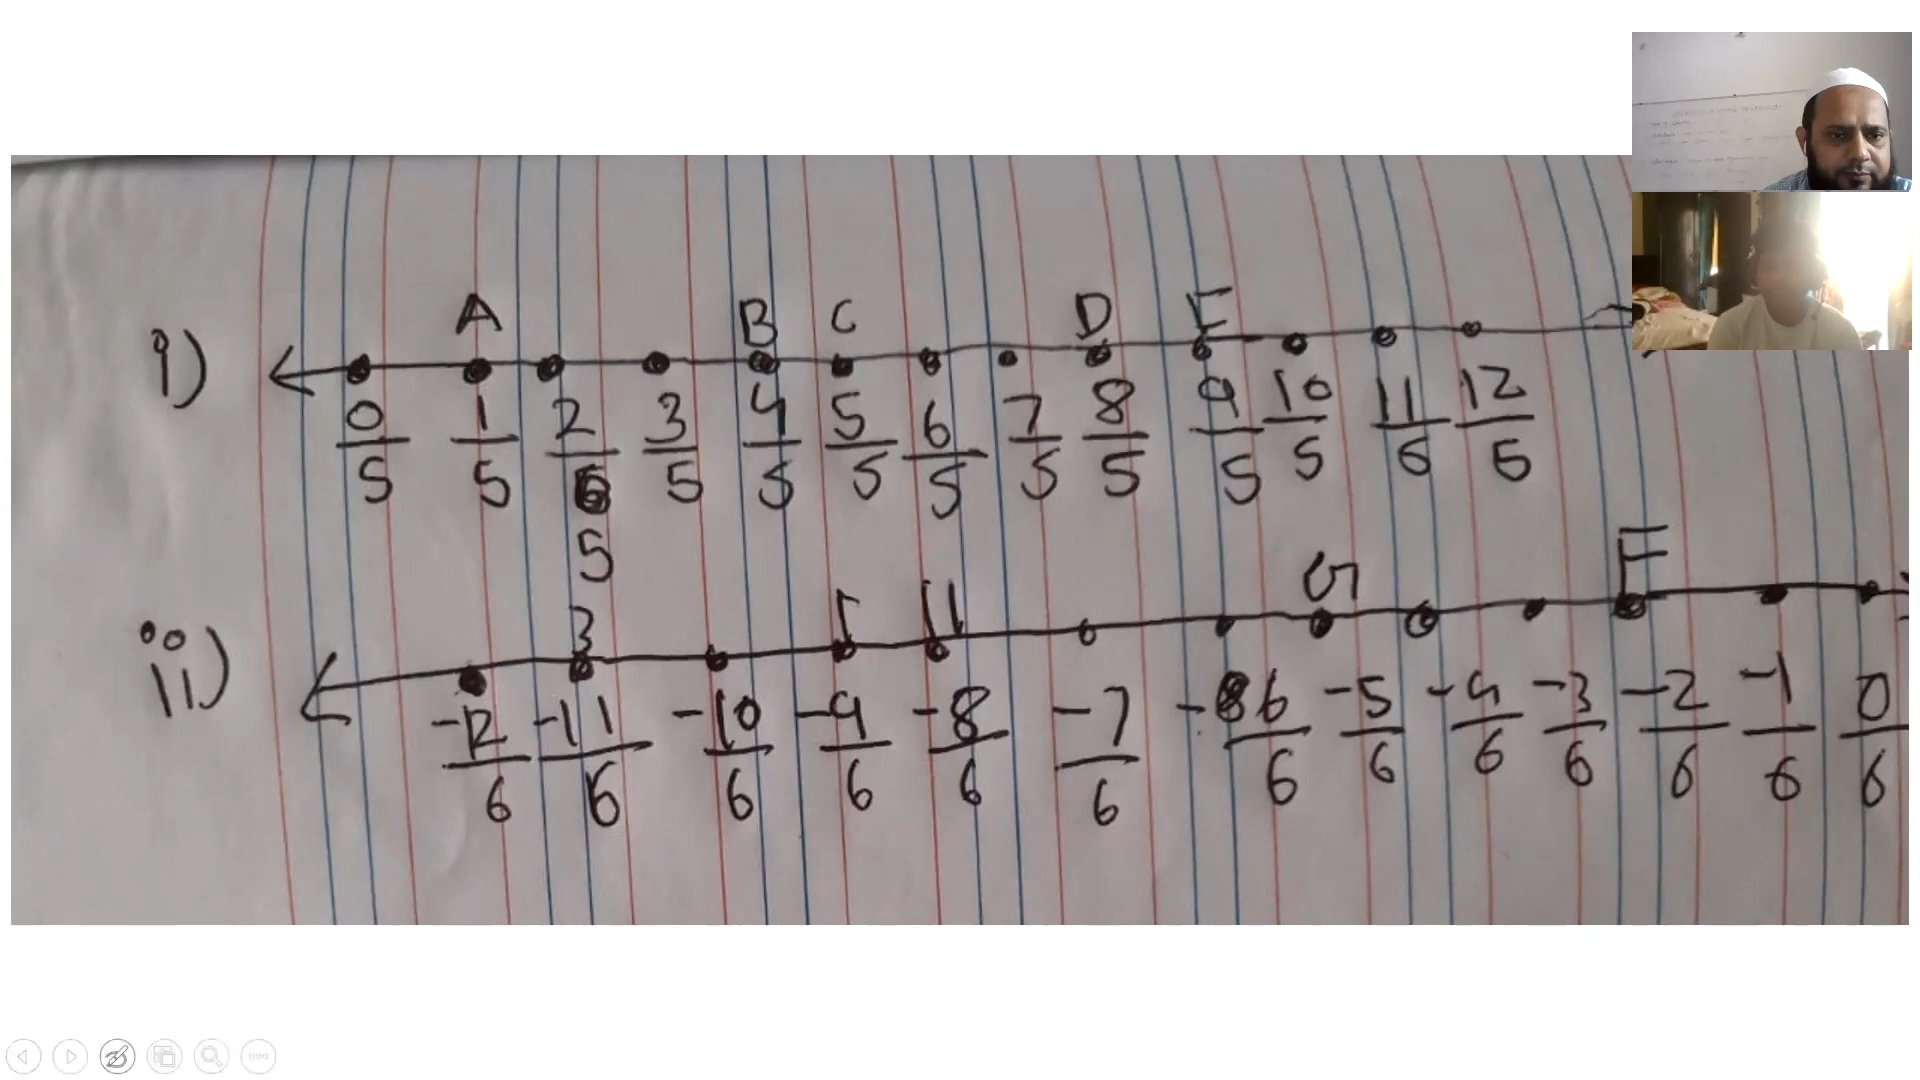 i)
A B C D E
0/5 1/5 2/5 3/5 4/5 5/5 6/5 7/5 8/5 9/5 10/5 11/5 12/5
ii)
G F
-12/6 -11/6 -10/6 -9/6 -8/6 -7/6 -6/6 -5/6 -4/6 -3/6 -2/6 -1/6 0/6